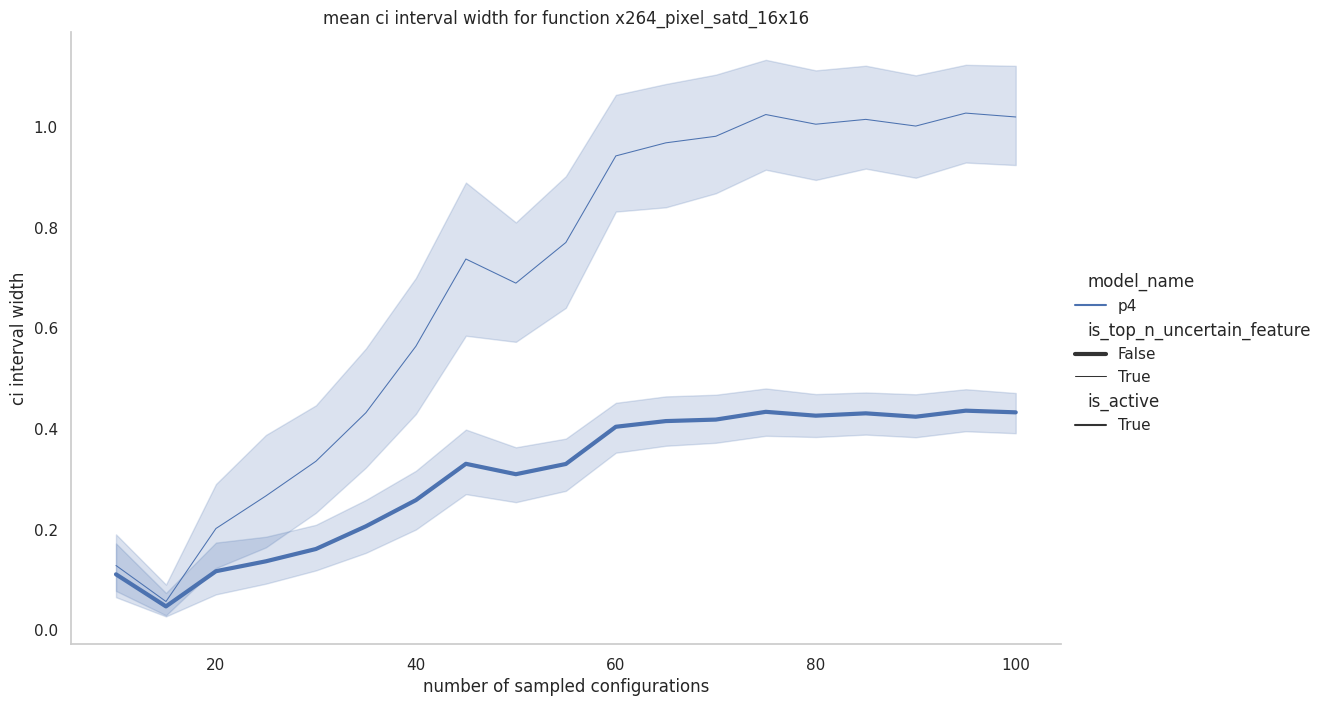 mean ci interval width for function x264_pixel_satd_16x16
1.0
0.8
0.6
0.4
0.2
0.0
ci interval width
20
40
60
80
100
number of sampled configurations
model_name
p4
is_top_n_uncertain_feature
False
True
is_active
True